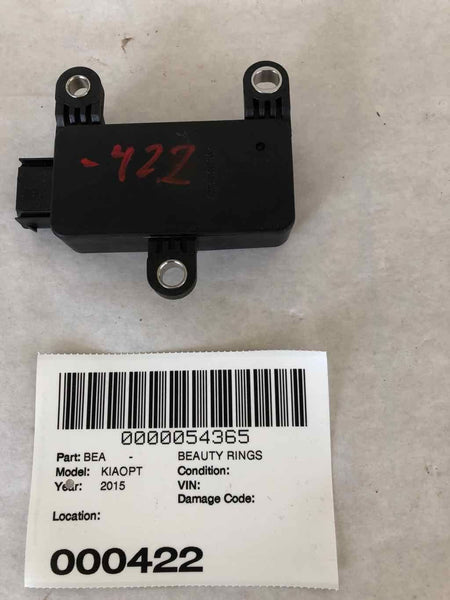 -422
0000054365
Part: BEA - BEAUTY RINGS
Model: KIAOPT Condition:
Year: 2015 VIN:
Damage Code:
Location:
000422